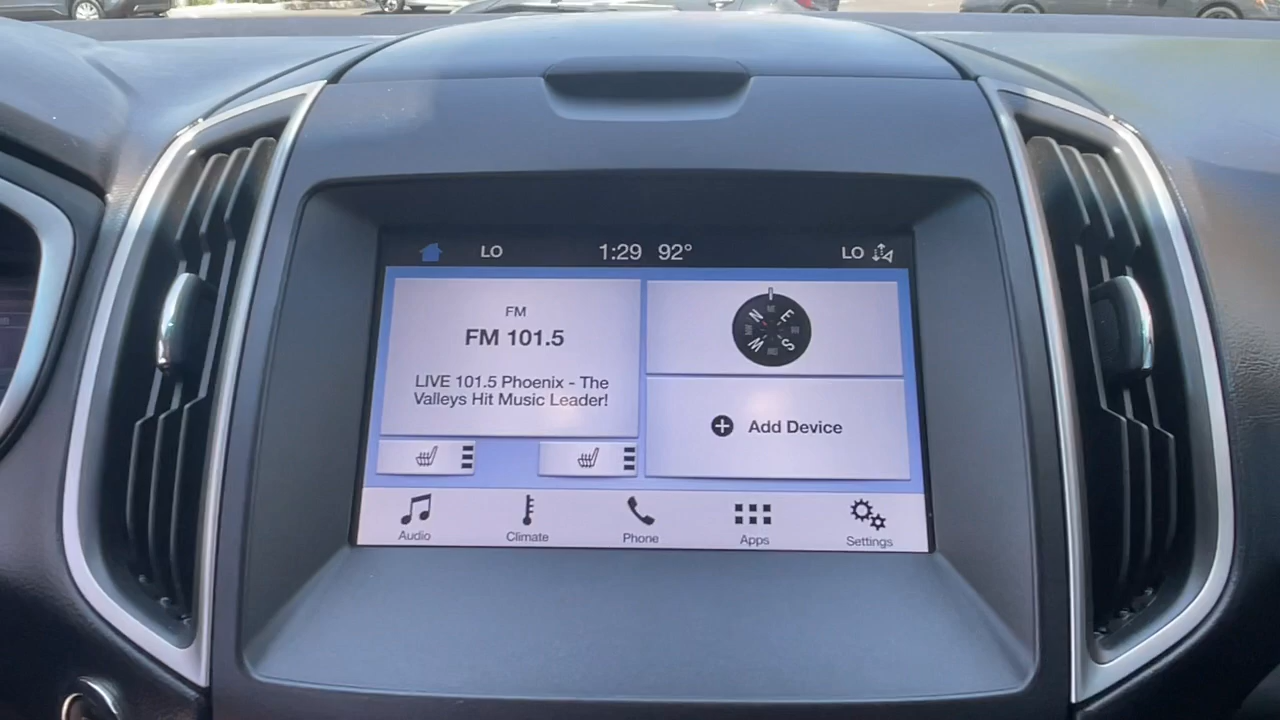 LO 1:29 92° LO
FM
FM 101.5
LIVE 101.5 Phoenix - The
Valleys Hit Music Leader!
N E
W S
Add Device
Audio Climate Phone Apps Settings